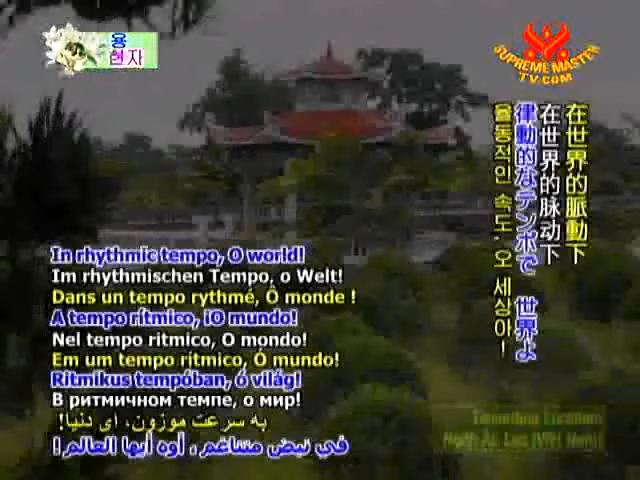 용
현자
SUPREME MASTER
TV.COM
在世界的脈動下
在世界的脉动下
律動的なテンポで 世界よ
율동적인 속도, 오 세상아!
In rhythmic tempo, O world!
Im rhythmischen Tempo, o Welt!
Dans un tempo rythmé, Ô monde !
A tempo rítmico, ¡O mundo!
Nel tempo ritmico, O mondo!
Em um tempo rítmico, Ó mundo!
Ritmikus tempóban, ó világ!
В ритмичном темпе, о мир!
به سرعت موزون، ای دنیا!
في نبض متناغم، أوه أيها العالم!